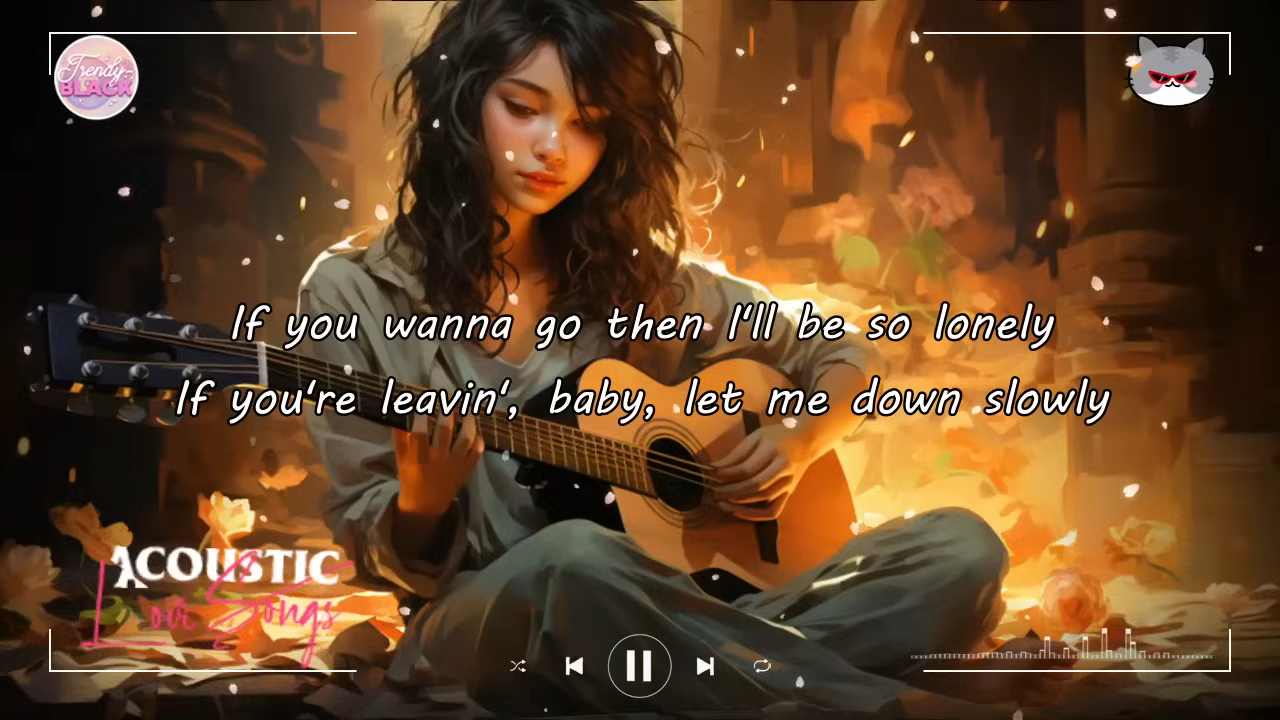 Trendy
BLACK
If you wanna go then I'll be so lonely
If you're leavin', baby, let me down slowly
ACOUSTIC
Love Songs